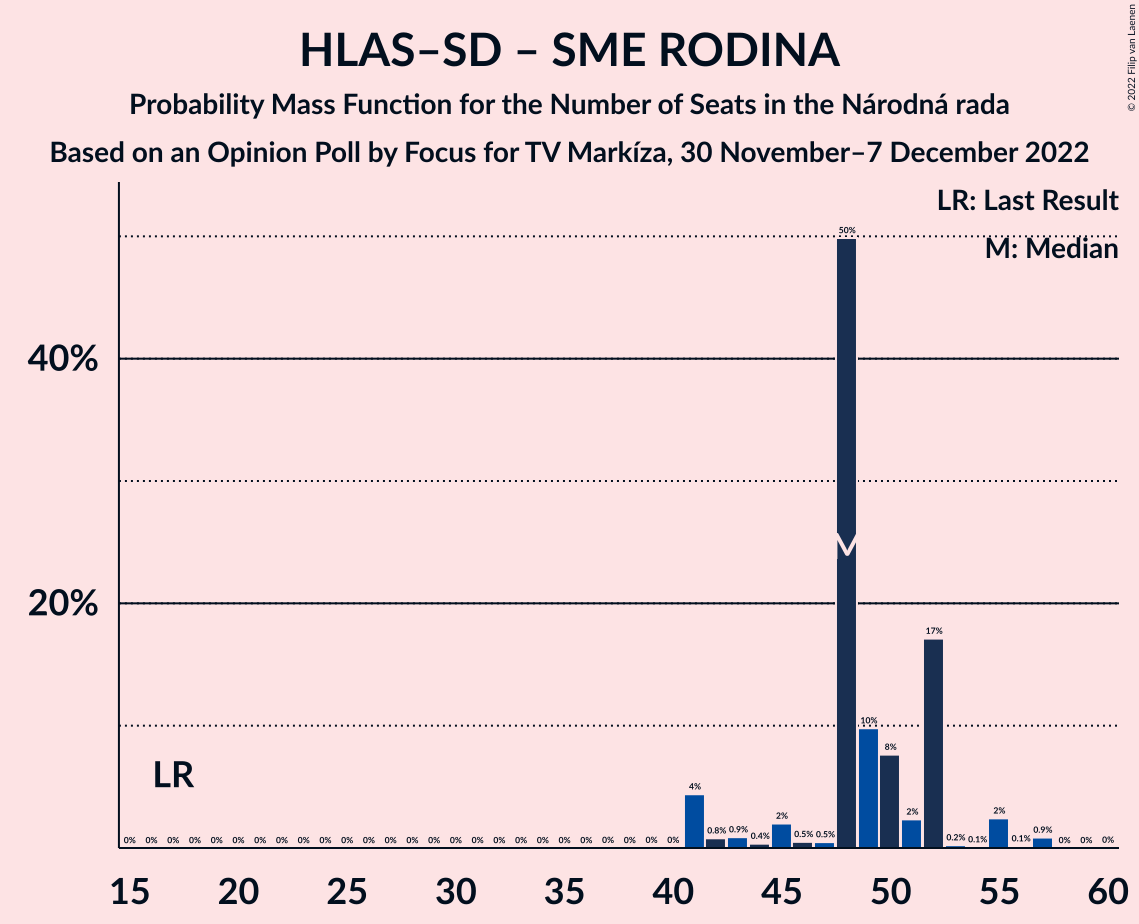 HLAS–SD – SME RODINA
Probability Mass Function for the Number of Seats in the Národná rada
Based on an Opinion Poll by Focus for TV Markíza, 30 November–7 December 2022
© 2022 Filip van Laenen
LR: Last Result
M: Median
50%
40%
20%
17%
10%
8%
LR
4%
2%
2%
2%
0% 0% 0% 0% 0% 0% 0% 0% 0% 0% 0% 0% 0% 0% 0% 0% 0% 0% 0% 0% 0% 0% 0% 0% 0% 0% 0.8% 0.9% 0.4% 0.5% 0.5% 0.2% 0.1% 0.1% 0.9% 0% 0% 0%
15 20 25 30 35 40 45 50 55 60